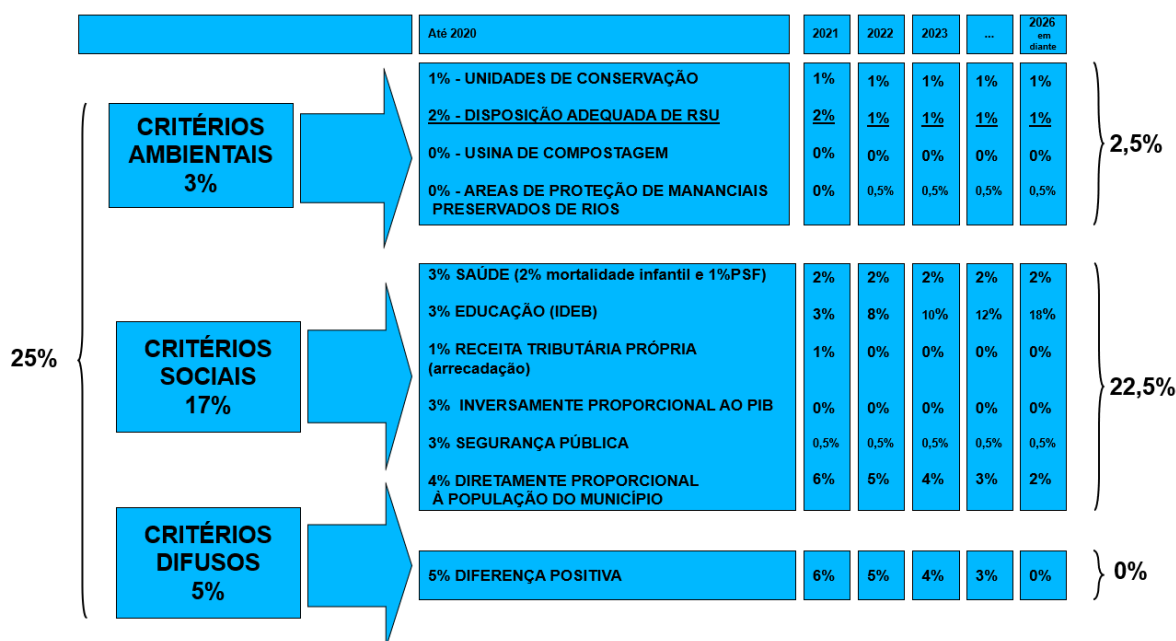 Até 2020 2021 2022 2023 ... 2026
em
diante
25%
CRITÉRIOS
AMBIENTAIS
3%
1% - UNIDADES DE CONSERVAÇÃO 1% 1% 1% 1% 1%
2% - DISPOSIÇÃO ADEQUADA DE RSU 2% 1% 1% 1% 1%
0% - USINA DE COMPOSTAGEM 0% 0% 0% 0% 0%
0% - AREAS DE PROTEÇÃO DE MANANCIAIS 0% 0,5% 0,5% 0,5% 0,5%
PRESERVADOS DE RIOS
2,5%
CRITÉRIOS
SOCIAIS
17%
3% SAÚDE (2% mortalidade infantil e 1%PSF) 2% 2% 2% 2% 2%
3% EDUCAÇÃO (IDEB) 3% 8% 10% 12% 18%
1% RECEITA TRIBUTÁRIA PRÓPRIA 1% 0% 0% 0% 0%
(arrecadação)
3% INVERSAMENTE PROPORCIONAL AO PIB 0% 0% 0% 0% 0%
3% SEGURANÇA PÚBLICA 0,5% 0,5% 0,5% 0,5% 0,5%
4% DIRETAMENTE PROPORCIONAL 6% 5% 4% 3% 2%
À POPULAÇÃO DO MUNICÍPIO
22,5%
CRITÉRIOS
DIFUSOS
5%
5% DIFERENÇA POSITIVA 6% 5% 4% 3% 0%
0%